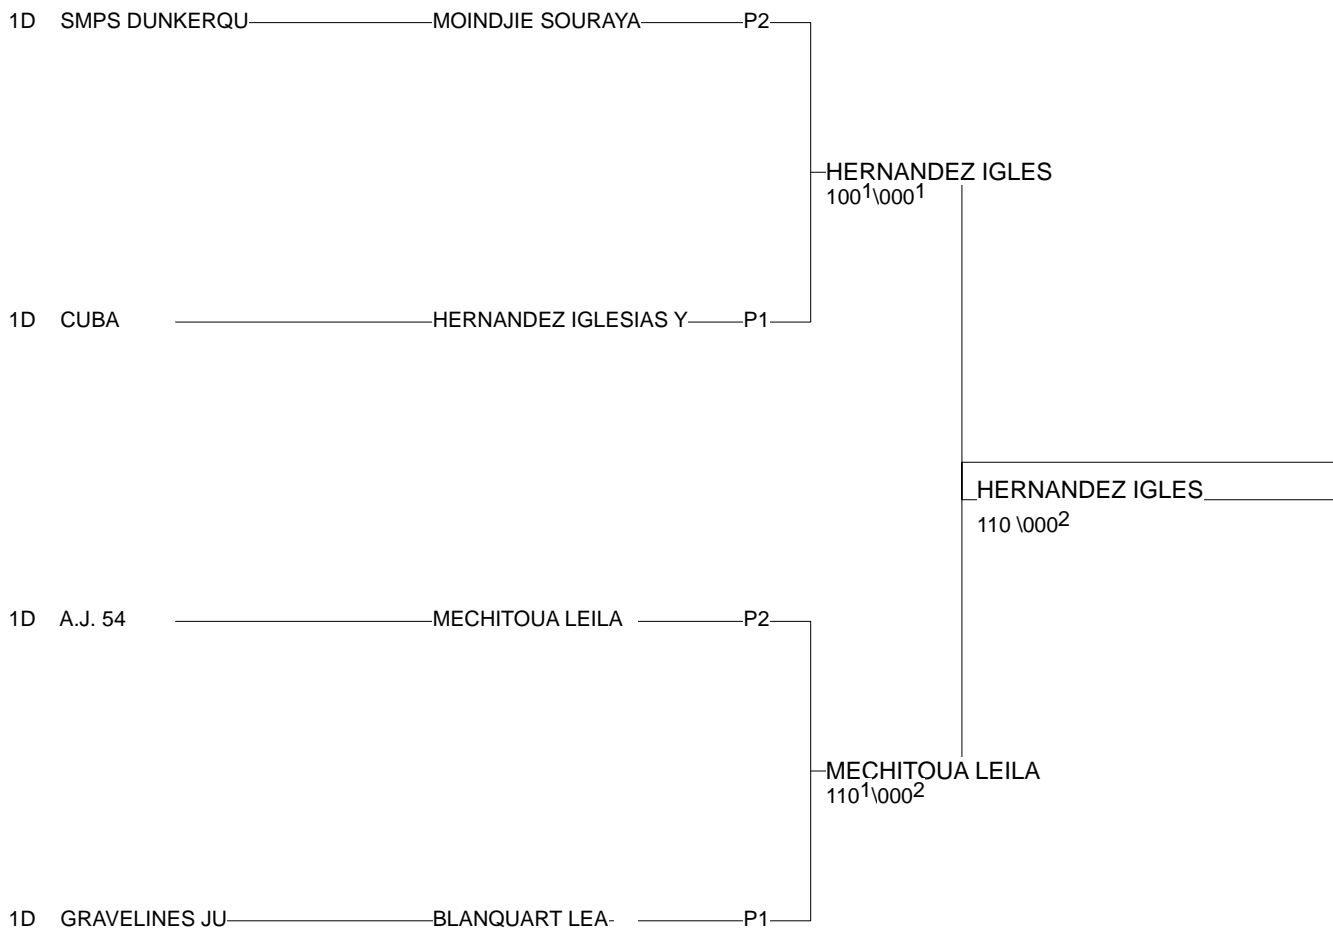 1D SMPS DUNKERQU MOINDJIE SOURAYA P2
HERNANDEZ IGLES
100¹\000¹
1D CUBA HERNANDEZ IGLESIAS Y P1
HERNANDEZ IGLES
110 \000²
1D A.J. 54 MECHITOUA LEILA P2
MECHITOUA LEILA
110¹\000²
1D GRAVELINES JU BLANQUART LEA P1